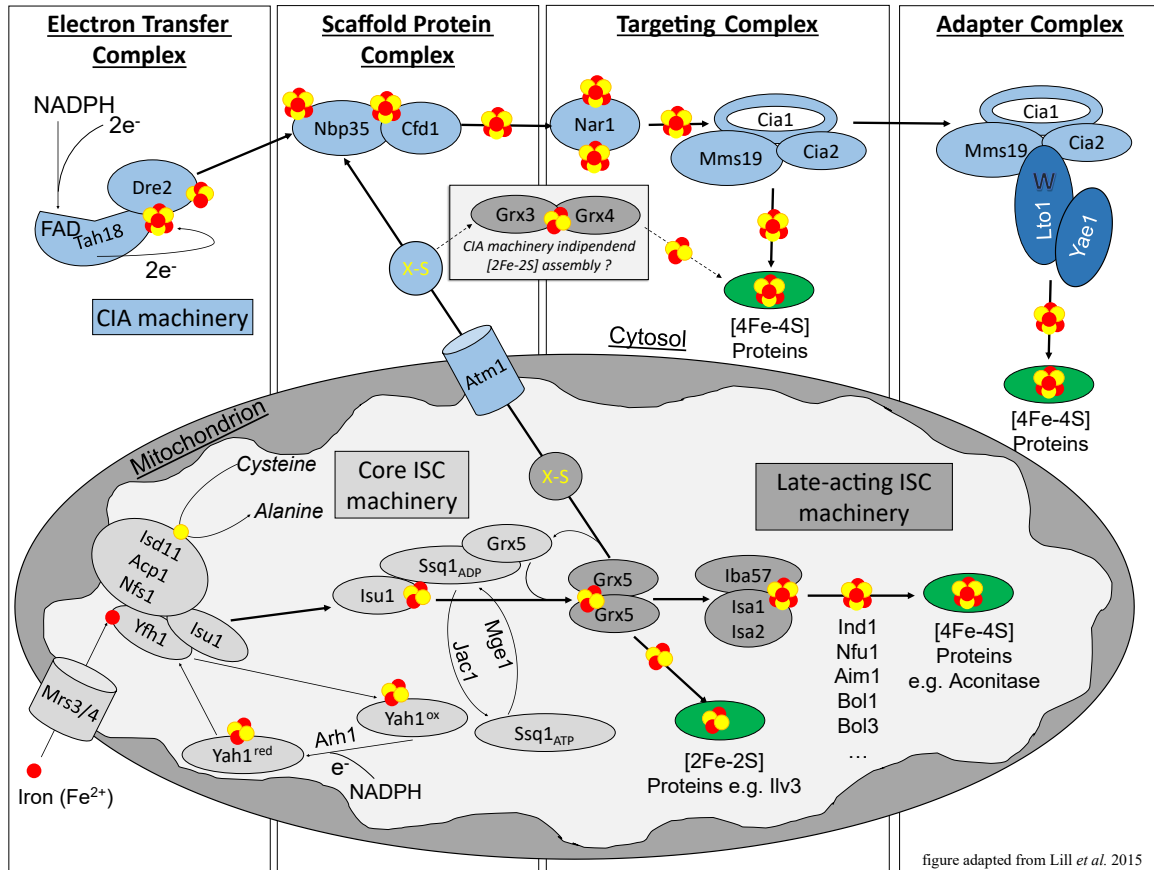 Electron Transfer
Complex
Scaffold Protein
Complex
Targeting Complex
Adapter Complex
NADPH
2e-
Dre2
FAD
Tah18
2e-
CIA machinery
Nbp35
Cfd1
Nar1
Cia1
Mms19
Cia2
Cia1
Mms19
Cia2
W
Lto1
Yae1
Grx3
Grx4
CIA machinery indipendend
[2Fe-2S] assembly ?
X-S
[4Fe-4S]
Proteins
[4Fe-4S]
Proteins
Cytosol
Atm1
Mitochondrion
X-S
Cysteine
Alanine
Core ISC
machinery
Late-acting ISC
machinery
Isd11
Acp1
Nfs1
Yfh1
Isu1
Mrs3/4
Iron (Fe2+)
Isu1
Ssq1ADP
Grx5
Jac1
Mge1
Ssq1ATP
Yah1ox
Yah1red
Arh1
e-
NADPH
Grx5
Grx5
[2Fe-2S]
Proteins e.g. Ilv3
Iba57
Isa1
Isa2
Ind1
Nfu1
Aim1
Bol1
Bol3
...
[4Fe-4S]
Proteins
e.g. Aconitase
figure adapted from Lill et al. 2015